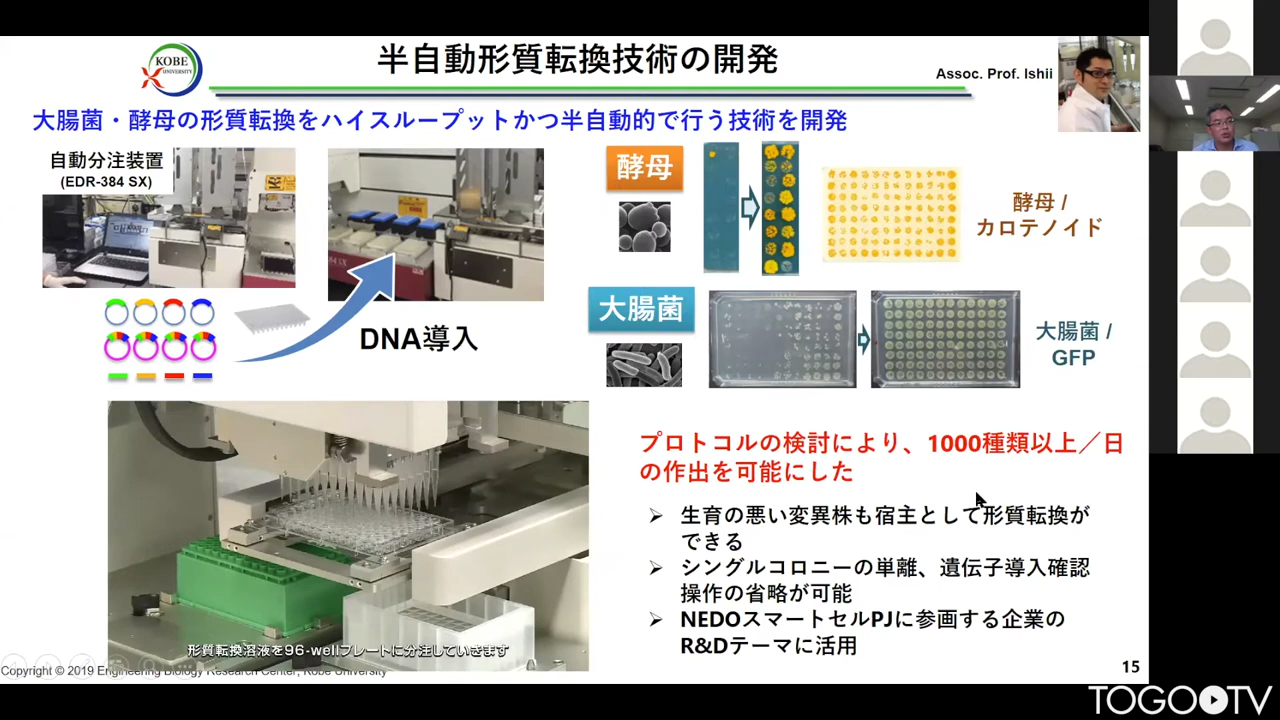 KOBE
UNIVERSITY
半自動形質転換技術の開発
Assoc. Prof. Ishii
大腸菌・酵母の形質転換をハイスループットかつ半自動的で行う技術を開発
自動分注装置
(EDR-384 SX)
DNA導入
酵母
酵母 /
カロテノイド
大腸菌
大腸菌 /
GFP
プロトコルの検討により、1000種類以上／日
の作出を可能にした
➢ 生育の悪い変異株も宿主として形質転換が
できる
➢ シングルコロニーの単離、遺伝子導入確認
操作の省略が可能
➢ NEDOスマートセルPJに参画する企業の
R&Dテーマに活用
形質転換溶液を96-wellプレートに分注していきます
Copyright © 2019 Engineering Biology Research Center, Kobe University
15
TOGO TV